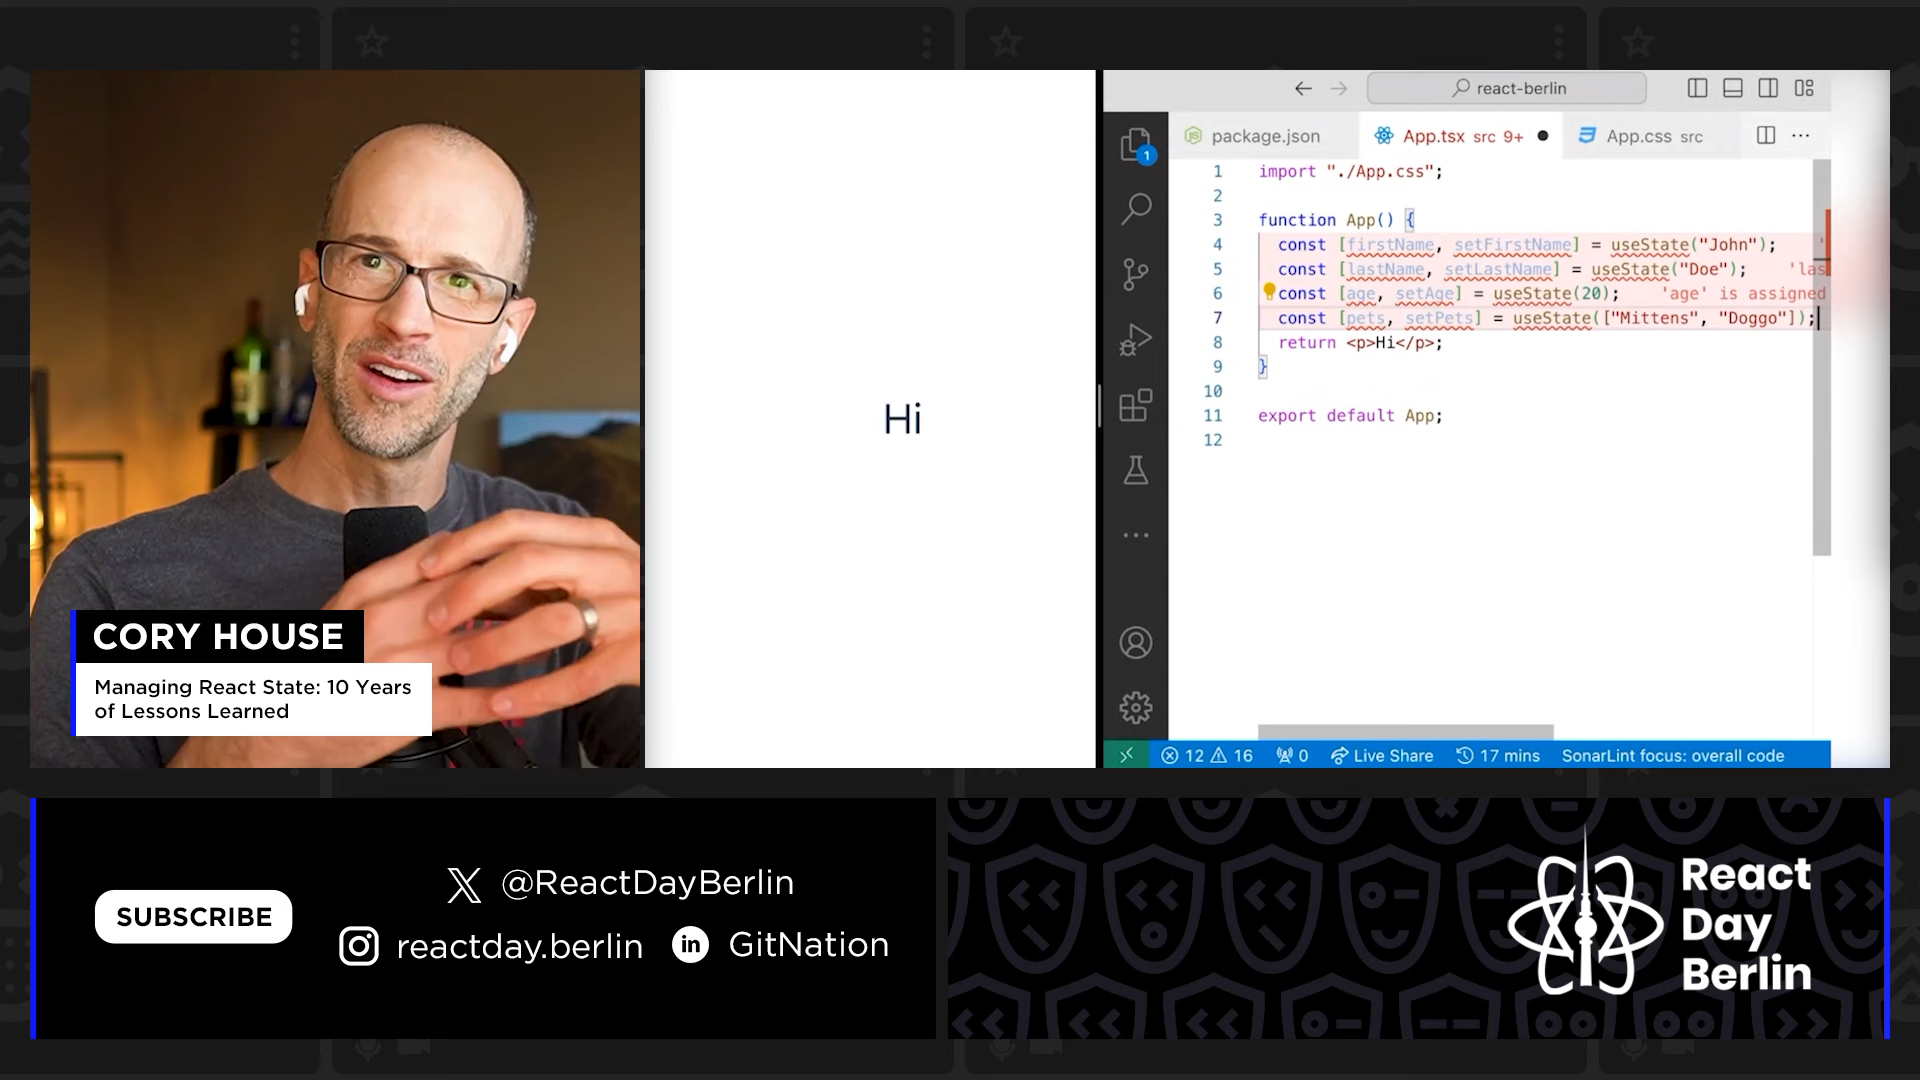 CORY HOUSE
Managing React State: 10 Years
of Lessons Learned
Hi
react-berlin
package.json
App.tsx src 9+
App.css src
1
1 import "./App.css";
2
3 function App() {
4 const [firstName, setFirstName] = useState("John"); '
5 const [lastName, setLastName] = useState("Doe"); 'las
6 const [age, setAge] = useState(20); 'age' is assigned
7 const [pets, setPets] = useState(["Mittens", "Doggo"]);
8 return <p>Hi</p>;
9 }
10
11 export default App;
12
12 16 0 Live Share 17 mins SonarLint focus: overall code
SUBSCRIBE
@ReactDayBerlin
reactday.berlin
in GitNation
React
Day
Berlin